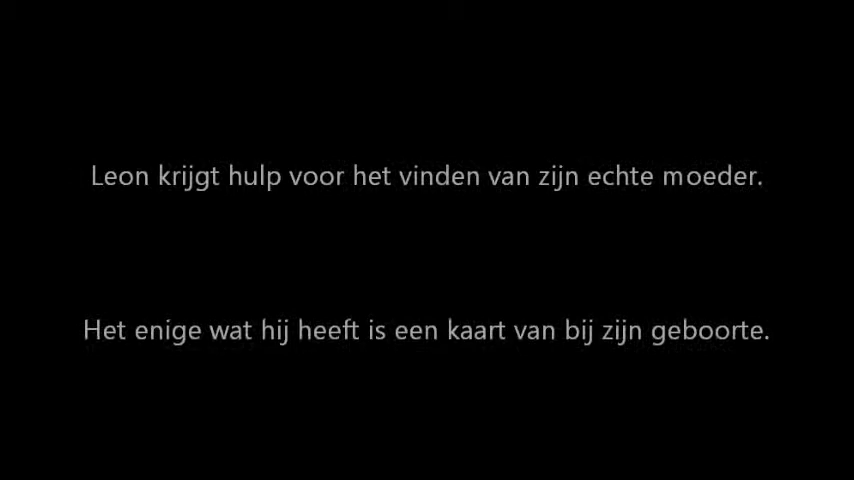 Leon krijgt hulp voor het vinden van zijn echte moeder.
Het enige wat hij heeft is een kaart van bij zijn geboorte.